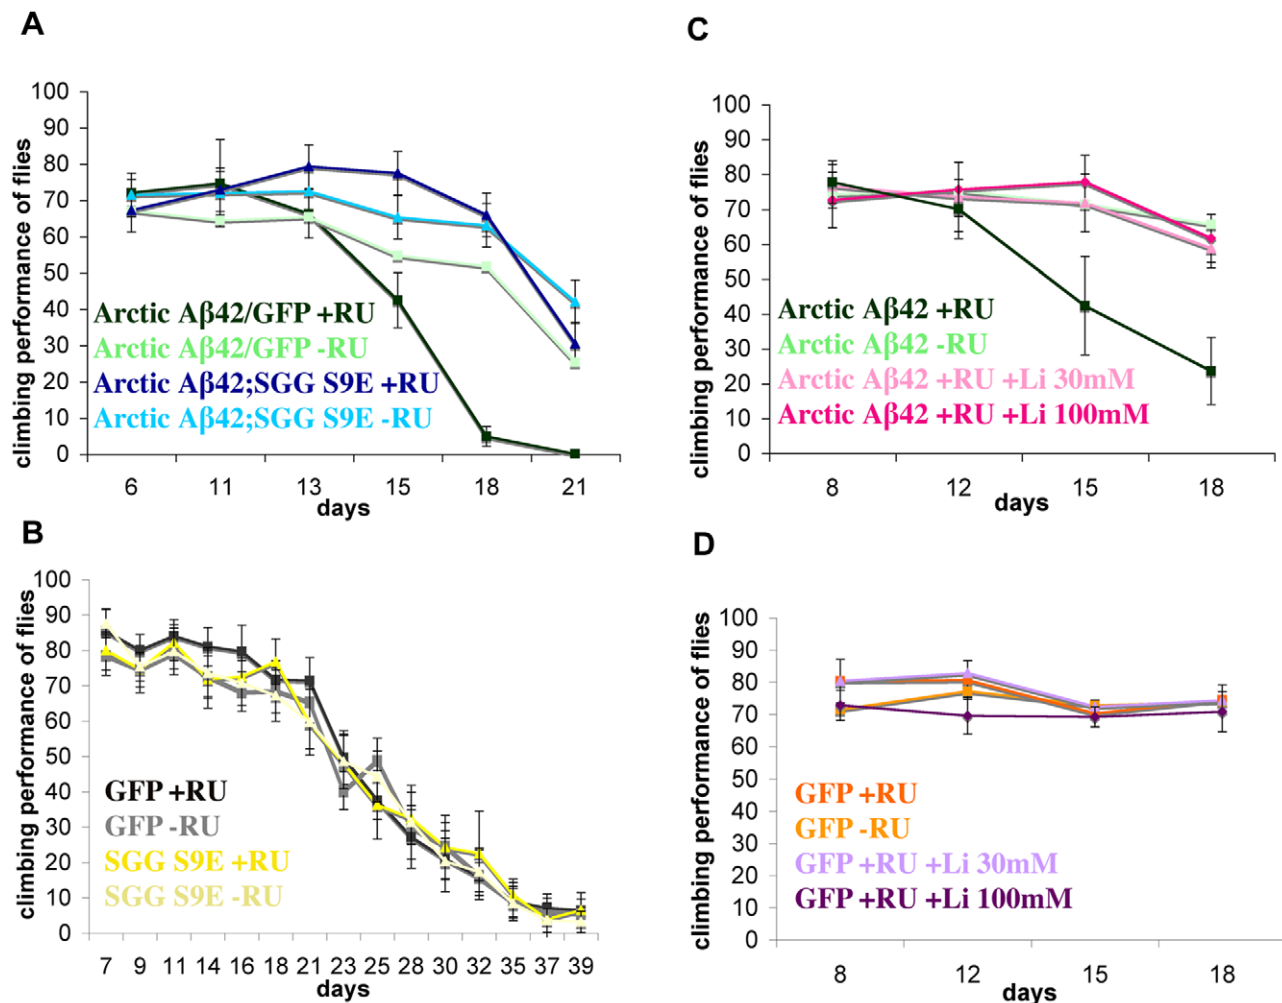 A
climbing performance of flies
100
90
80
70
60
50
40
30
20
10
0
Arctic Aβ42/GFP +RU
Arctic Aβ42/GFP -RU
Arctic Aβ42;SGG S9E +RU
Arctic Aβ42;SGG S9E -RU
6 11 13 15 18 21
days
B
climbing performance of flies
100
90
80
70
60
50
40
30
20
10
0
GFP +RU
GFP -RU
SGG S9E +RU
SGG S9E -RU
7 9 11 14 16 18 21 23 25 28 30 32 35 37 39
days
C
climbing performance of flies
100
90
80
70
60
50
40
30
20
10
0
Arctic Aβ42 +RU
Arctic Aβ42 -RU
Arctic Aβ42 +RU +Li 30mM
Arctic Aβ42 +RU +Li 100mM
8 12 15 18
days
D
climbing performance of flies
100
90
80
70
60
50
40
30
20
10
0
GFP +RU
GFP -RU
GFP +RU +Li 30mM
GFP +RU +Li 100mM
8 12 15 18
days